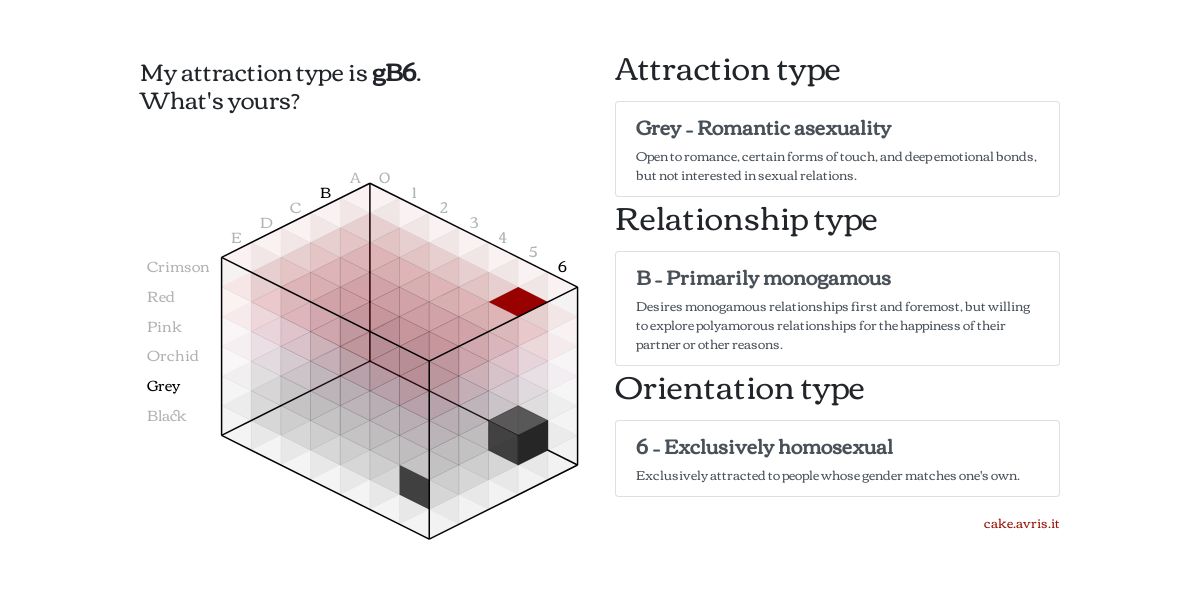 My attraction type is gB6.
What's yours?
A
O
B
1
C
2
D
3
E
4
5
6
Crimson
Red
Pink
Orchid
Grey
Black
Attraction type
Grey – Romantic asexuality
Open to romance, certain forms of touch, and deep emotional bonds,
but not interested in sexual relations.
Relationship type
B – Primarily monogamous
Desires monogamous relationships first and foremost, but willing
to explore polyamorous relationships for the happiness of their
partner or other reasons.
Orientation type
6 – Exclusively homosexual
Exclusively attracted to people whose gender matches one's own.
cake.avris.it